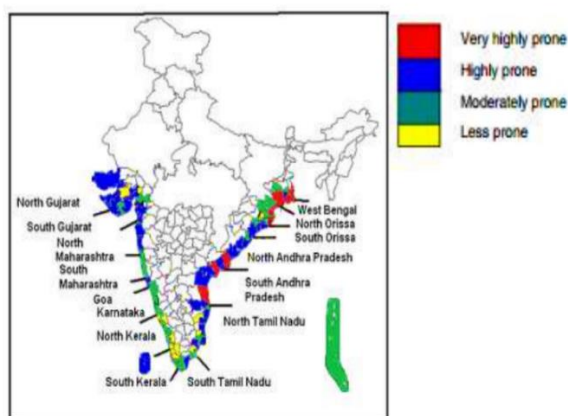 Very highly prone
Highly prone
Moderately prone
Less prone
North Gujarat
South Gujarat
North
Maharashtra
South
Maharashtra
Goa
Karnataka
North Kerala
South Kerala
South Tamil Nadu
West Bengal
North Orissa
South Orissa
North Andhra Pradesh
South Andhra
Pradesh
North Tamil Nadu